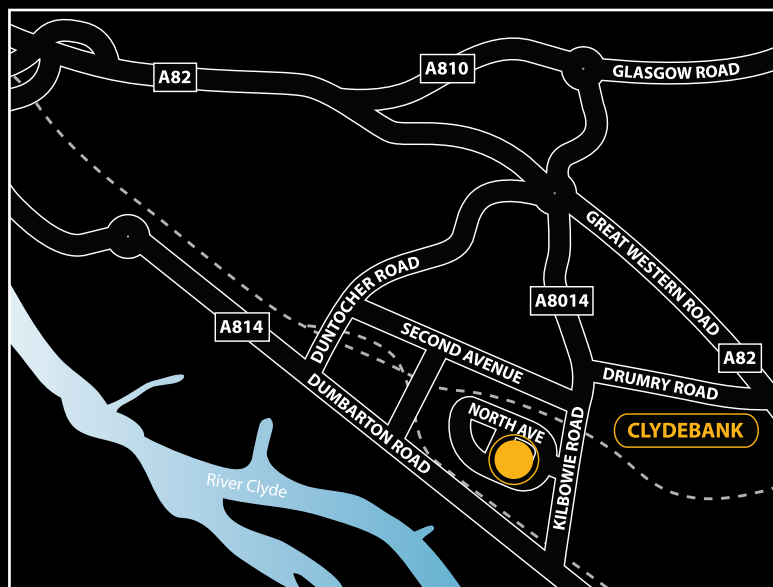 A810
GLASGOW ROAD
A82
GREAT WESTERN ROAD
DUNTOCHER ROAD
A8014
A814
SECOND AVENUE
A82
DRUMRY ROAD
DUMBARTON ROAD
NORTH AVE
KILBOWIE ROAD
CLYDEBANK
River Clyde